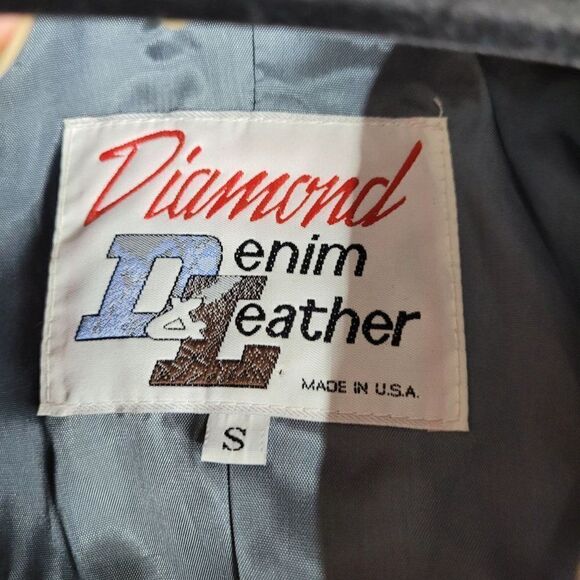 Diamond
Denim
& Leather
MADE IN U.S.A.
S